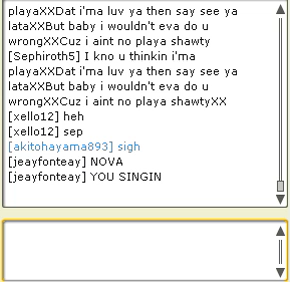 playaXXDat i'ma luv ya then say see ya
lataXXBut baby i wouldn't eva do u
wrongXXCuz i aint no playa shawty
[Sephiroth5] I kno u thinkin i'ma
playaXXDat i'ma luv ya then say see ya
lataXXBut baby i wouldn't eva do u
wrongXXCuz i aint no playa shawtyXX
[xello12] heh
[xello12] sep
[akitohayama893] sigh
[jeayfonteay] NOVA
[jeayfonteay] YOU SINGIN